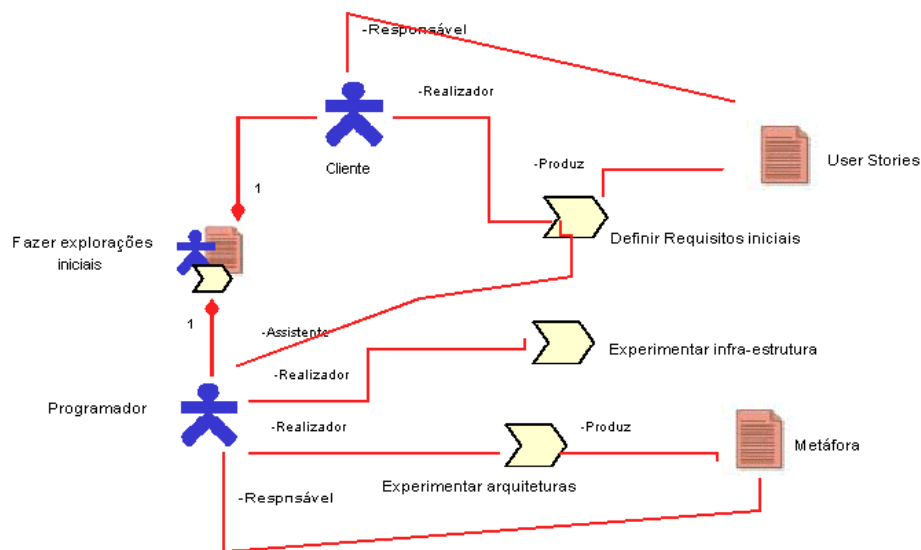 -Responsável
-Realizador
Cliente
-Produz
User Stories
1
Fazer explorações
iniciais
Definir Requisitos iniciais
1
-Assistente
Experimentar infra-estrutura
-Realizador
Programador
-Realizador
-Produz
Metáfora
Experimentar arquiteturas
-Respnsável